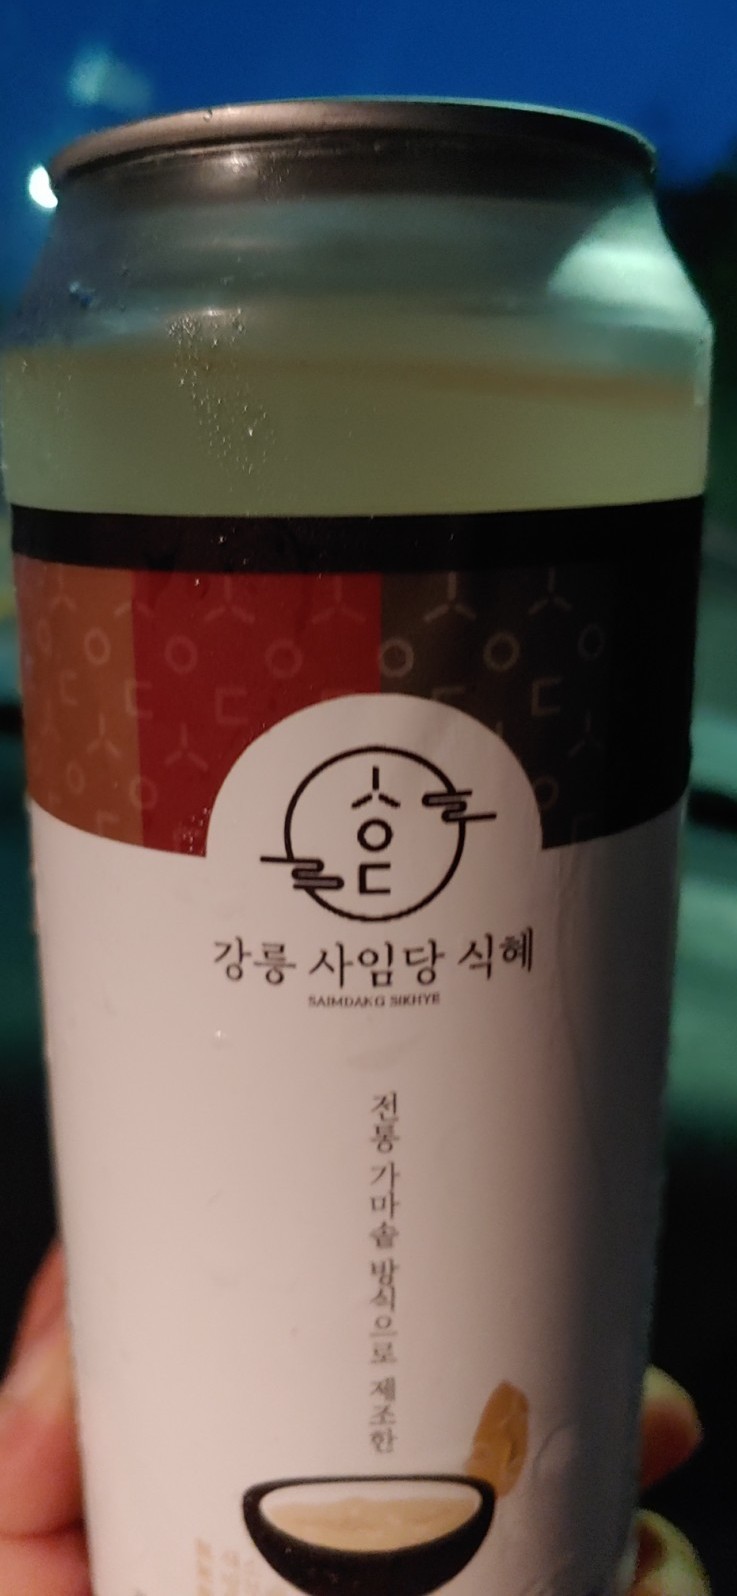 ㅅㅇㄷ
강릉 사임당 식혜
SAIMDANG SIKHYE
전통 가마솥 방식으로 제조한